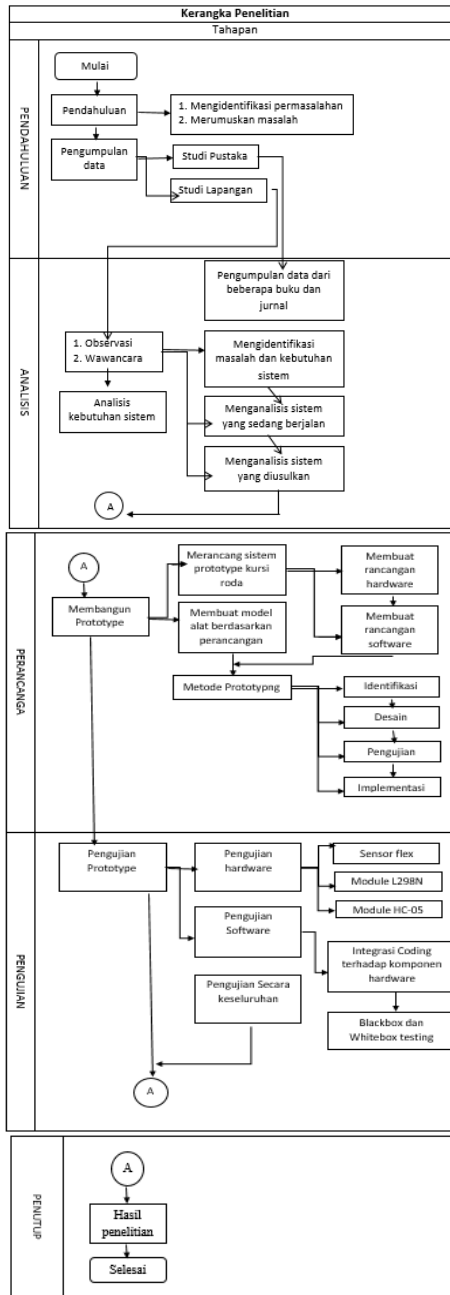 Kerangka Penelitian
Tahapan
PENDAHULUAN
Mulai
Pendahuluan
1. Mengidentifikasi permasalahan
2. Merumuskan masalah
Pengumpulan
data
Studi Pustaka
Studi Lapangan
ANALISIS
Pengumpulan data dari
beberapa buku dan
jurnal
1. Observasi
2. Wawancara
Mengidentifikasi
masalah dan kebutuhan
sistem
Analisis
kebutuhan sistem
Menganalisis sistem
yang sedang berjalan
Menganalisis sistem
yang diusulkan
A
PERANCANGA
A
Merancang sistem
prototype kursi
roda
Membuat
rancangan
hardware
Membangun
Prototype
Membuat model
alat berdasarkan
perancangan
Membuat
rancangan
software
Metode Prototypng
Identifikasi
Desain
Pengujian
Implementasi
PENGUJIAN
Pengujian
Prototype
Pengujian
hardware
Sensor flex
Module L298N
Module HC-05
Pengujian
Software
Integrasi Coding
terhadap komponen
hardware
Pengujian Secara
keseluruhan
Blackbox dan
Whitebox testing
A
PENUTUP
A
Hasil
penelitian
Selesai